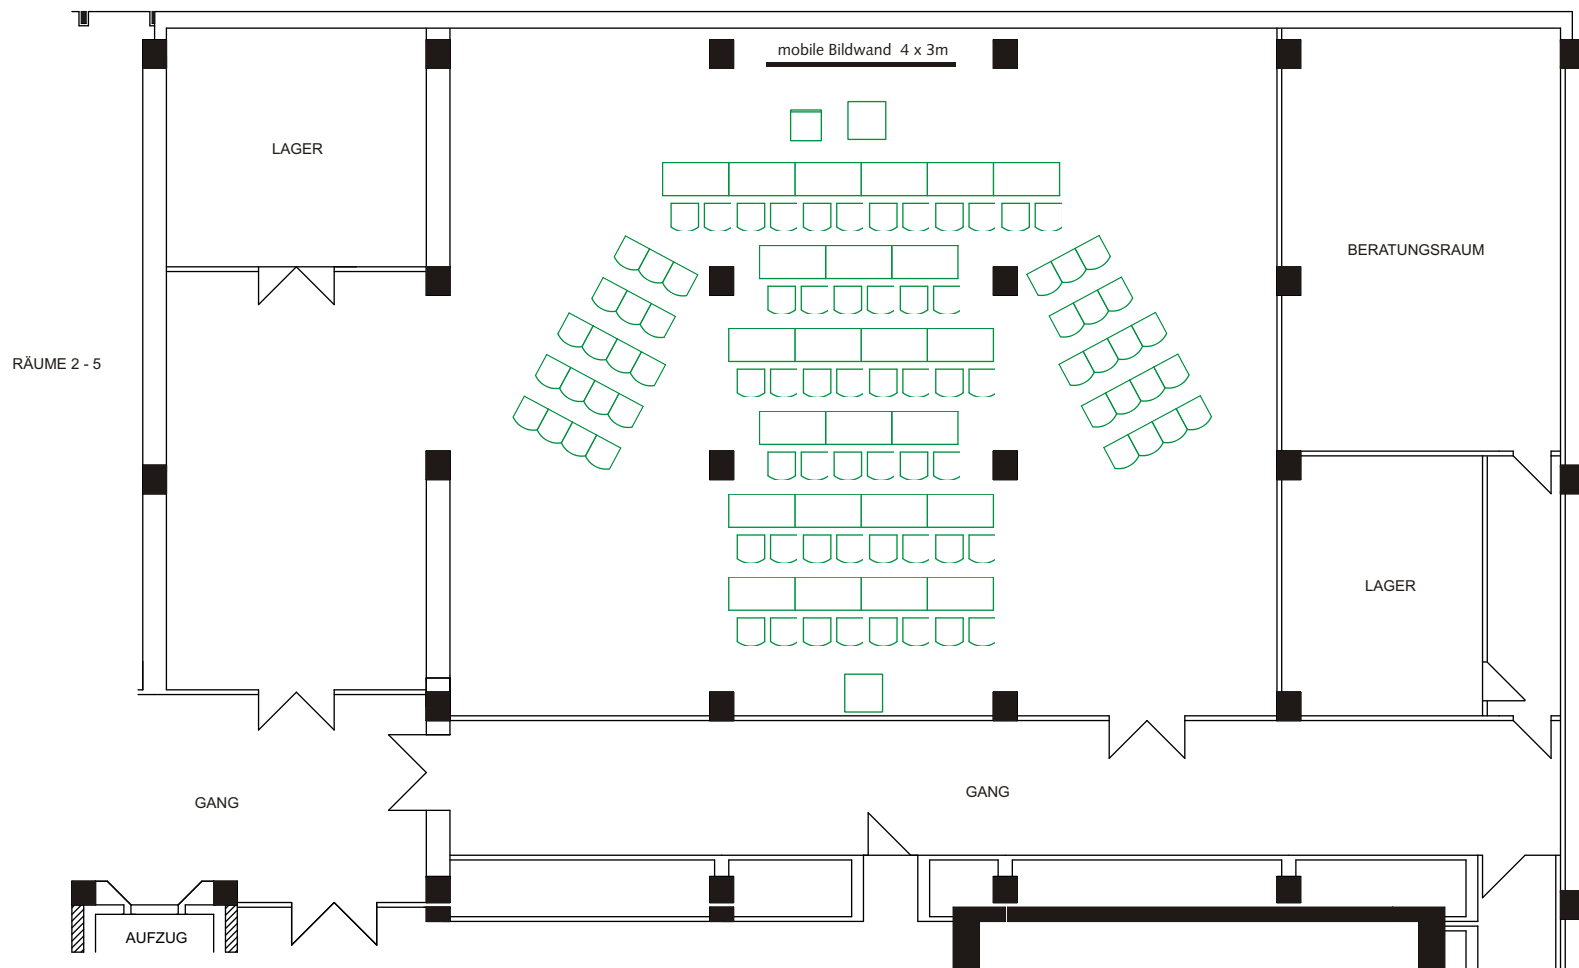 mobile Bildwand 4 x 3m
LAGER
BERATUNGSRAUM
RÄUME 2 - 5
LAGER
GANG
GANG
AUFZUG